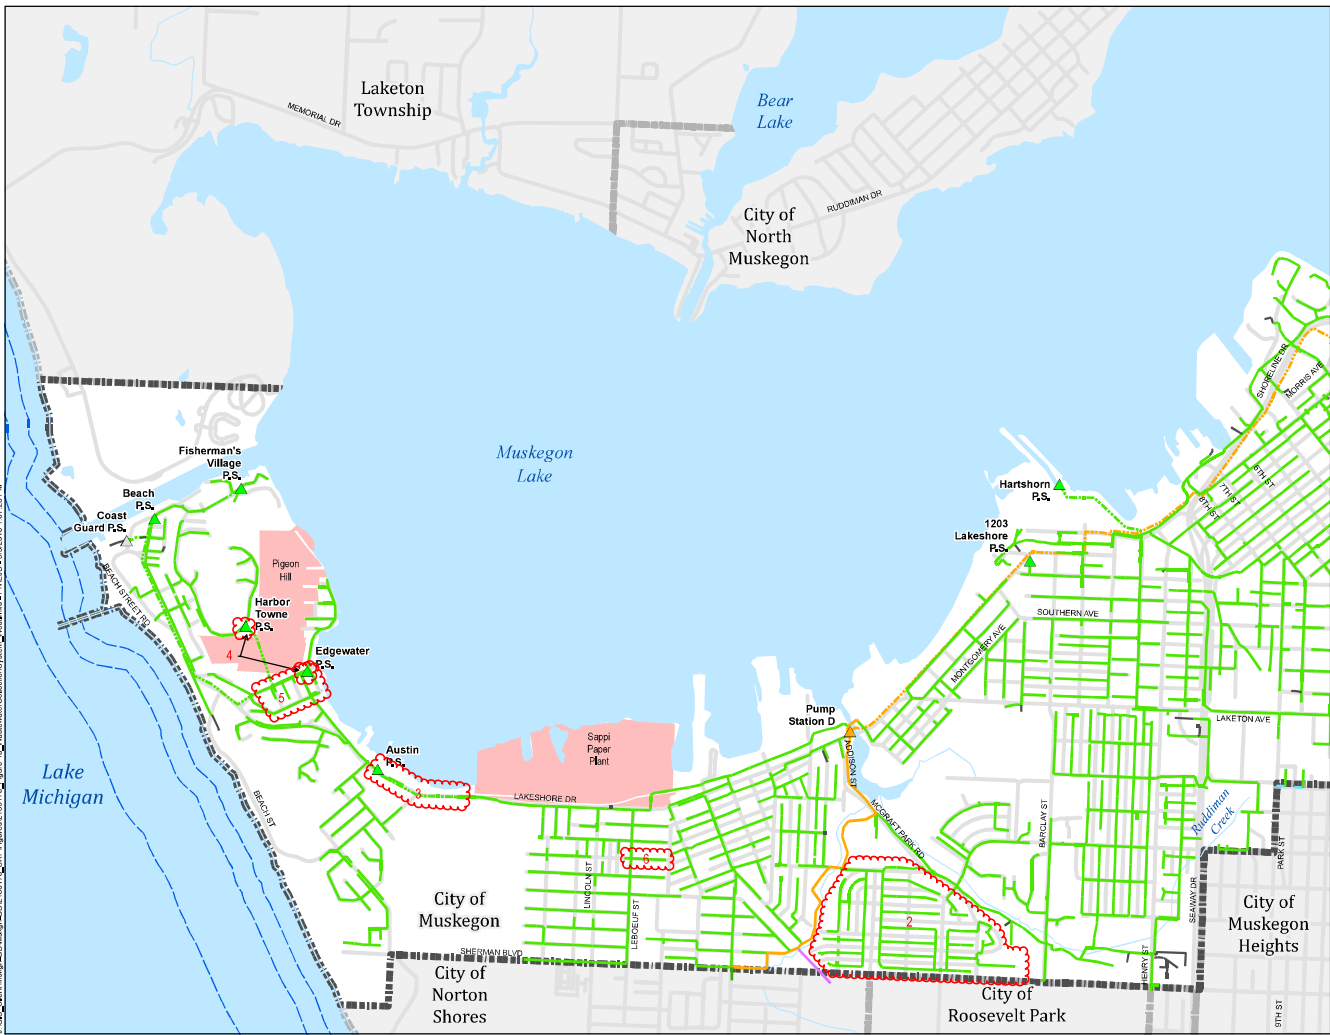 Laketon
Township
MEMORIAL DR
Bear
Lake
RUDDIMAN DR
City of
North
Muskegon
SHORELINE DR
MORRIS AVE
Muskegon
Lake
Fisherman's
Village
P.S.
Beach
P.S.
Coast
Guard P.S.
Hartshorn
P.S.
6TH ST
7TH ST
8TH ST
1203
Lakeshore
P.S.
Pigeon
Hill
BEACH STREET RD
Harbor
Towne
P.S.
SOUTHERN AVE
MONTGOMERY AVE
4
Edgewater
P.S.
5
Pump
Station D
LAKETON AVE
Sappi
Paper
Plant
Austin
P.S.
ADDISON ST
Lake
Michigan
3
LAKESHORE DR
BEACH ST
MCGRAFT PARK RD
BARCLAY ST
Ruddiman
Creek
PARK ST
6
LINCOLN ST
LEBOEUF ST
City of
Muskegon
2
SEAWAY DR
City of
Muskegon
Heights
SHERMAN BLVD
HENRY ST
City of
Norton
Shores
City of
Roosevelt Park
9TH ST